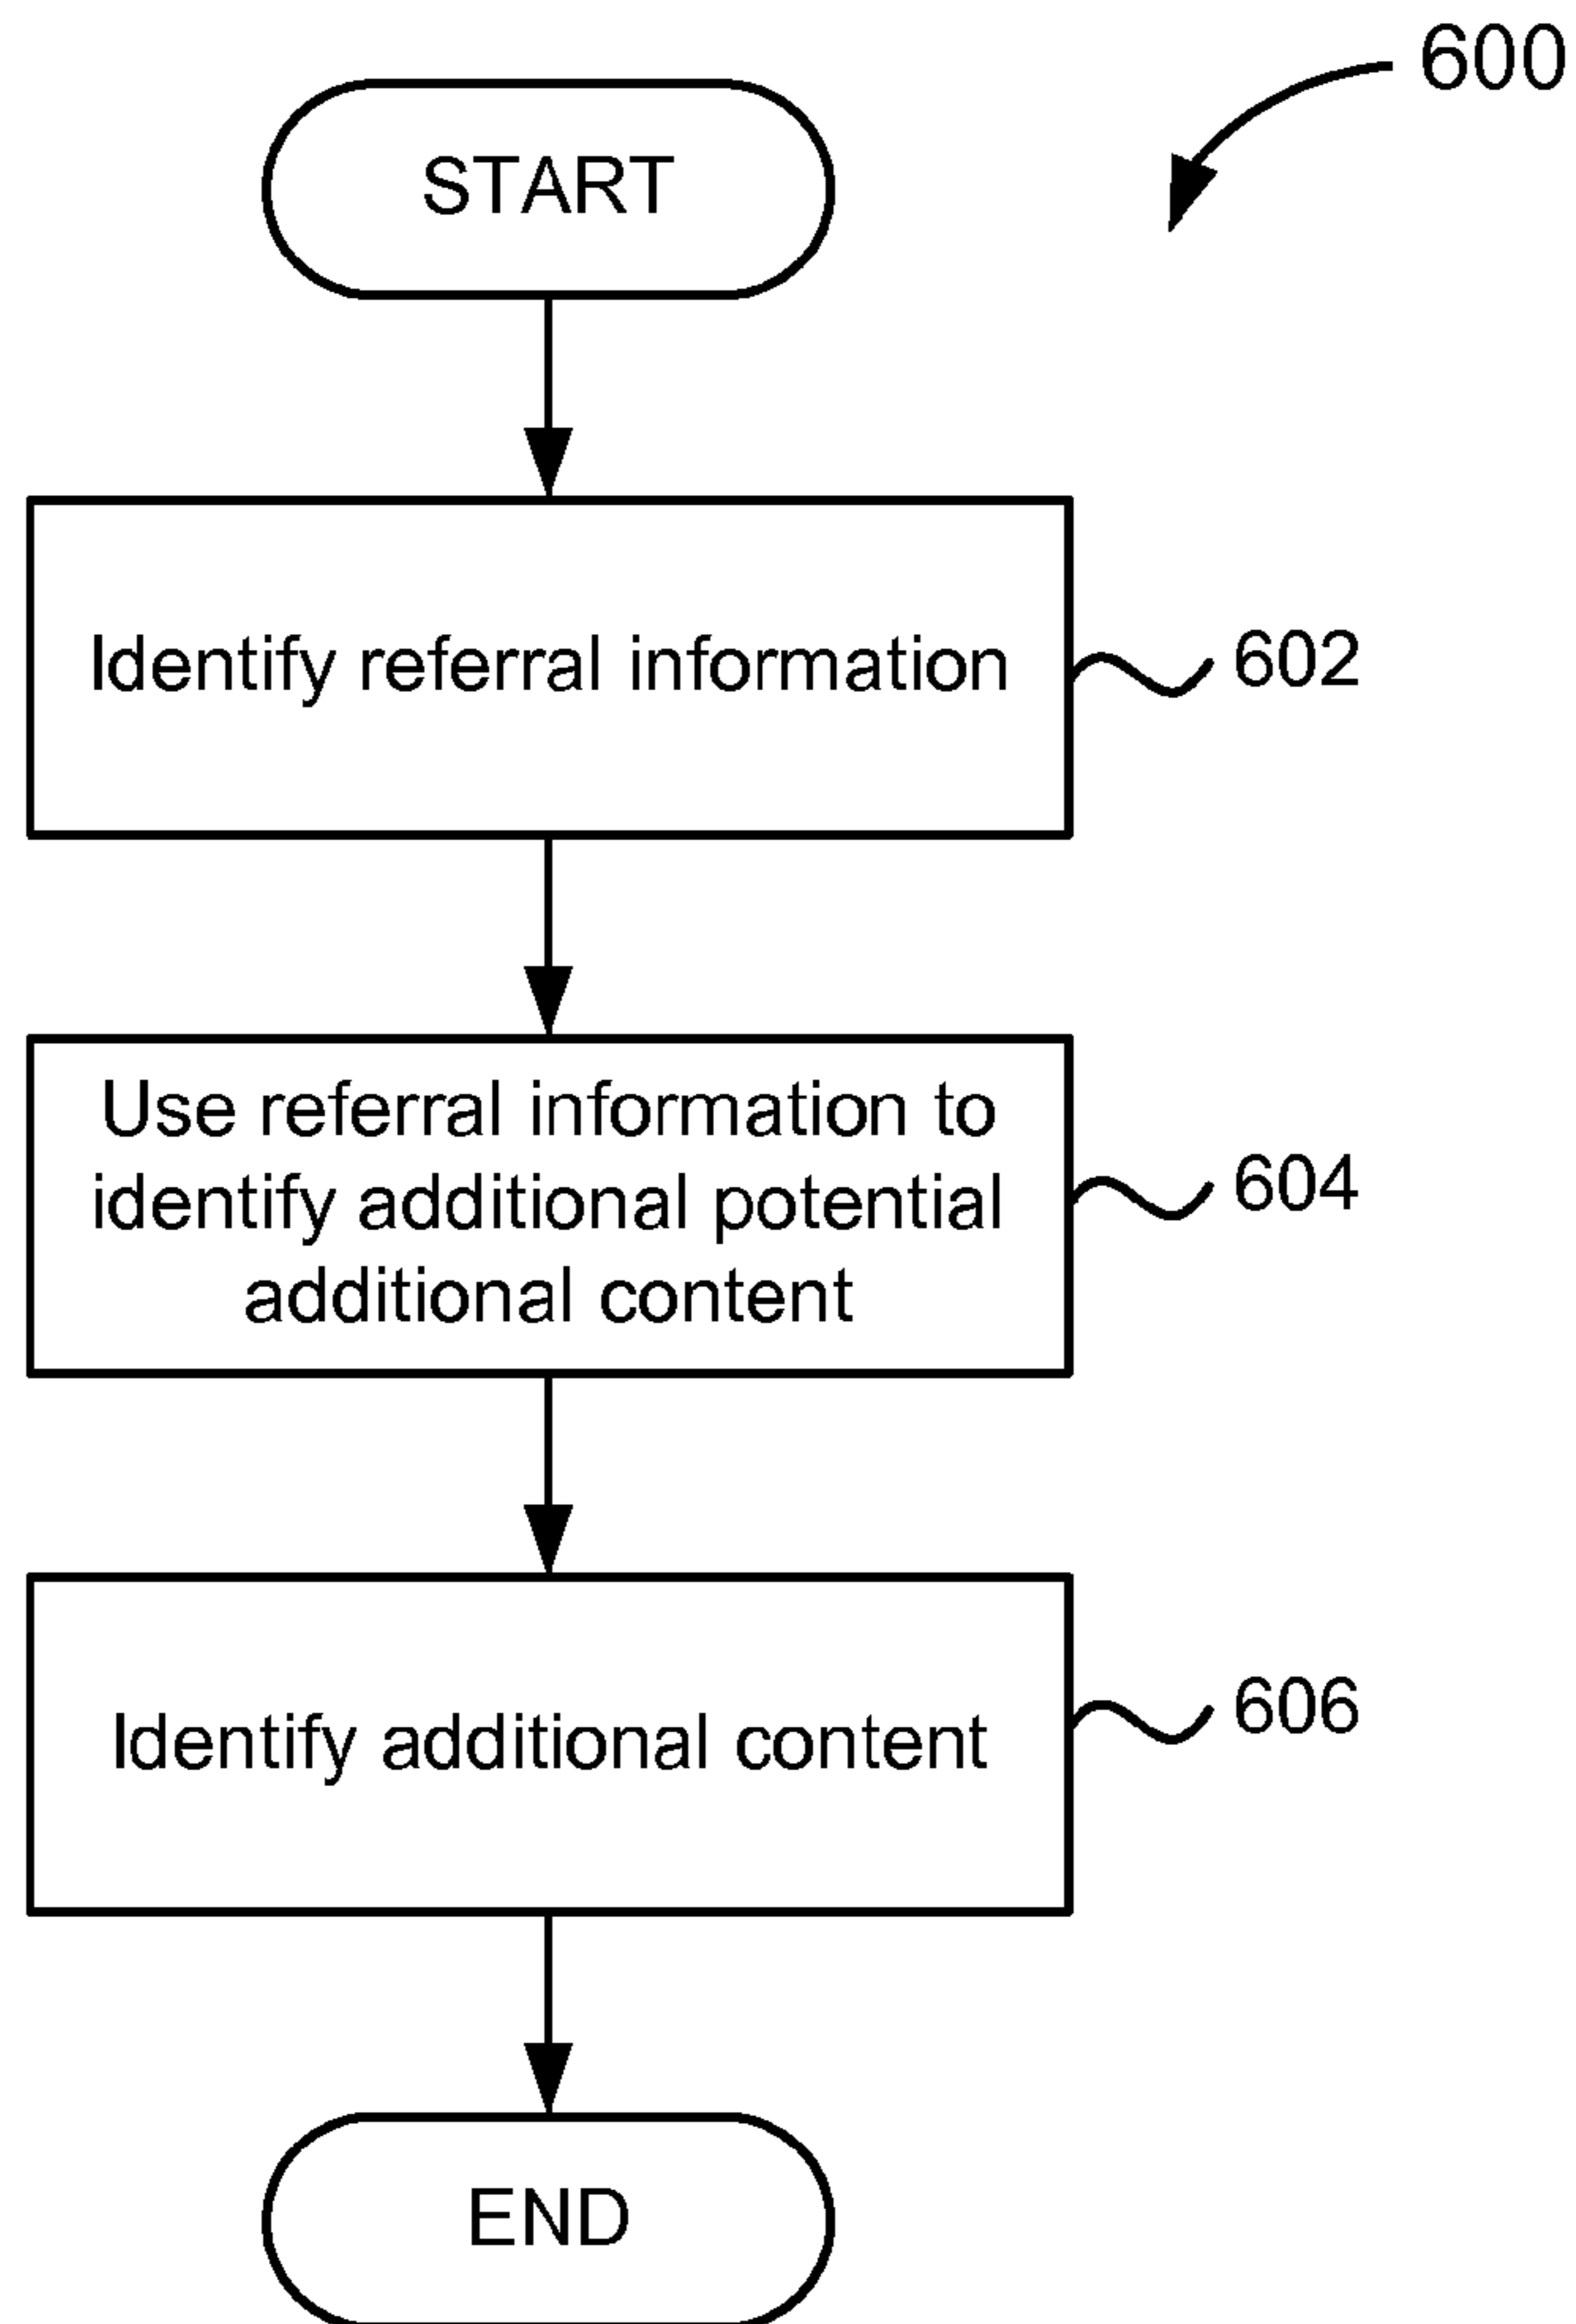 600
START
Identify referral information
602
Use referral information to
identify additional potential
additional content
604
Identify additional content
606
END